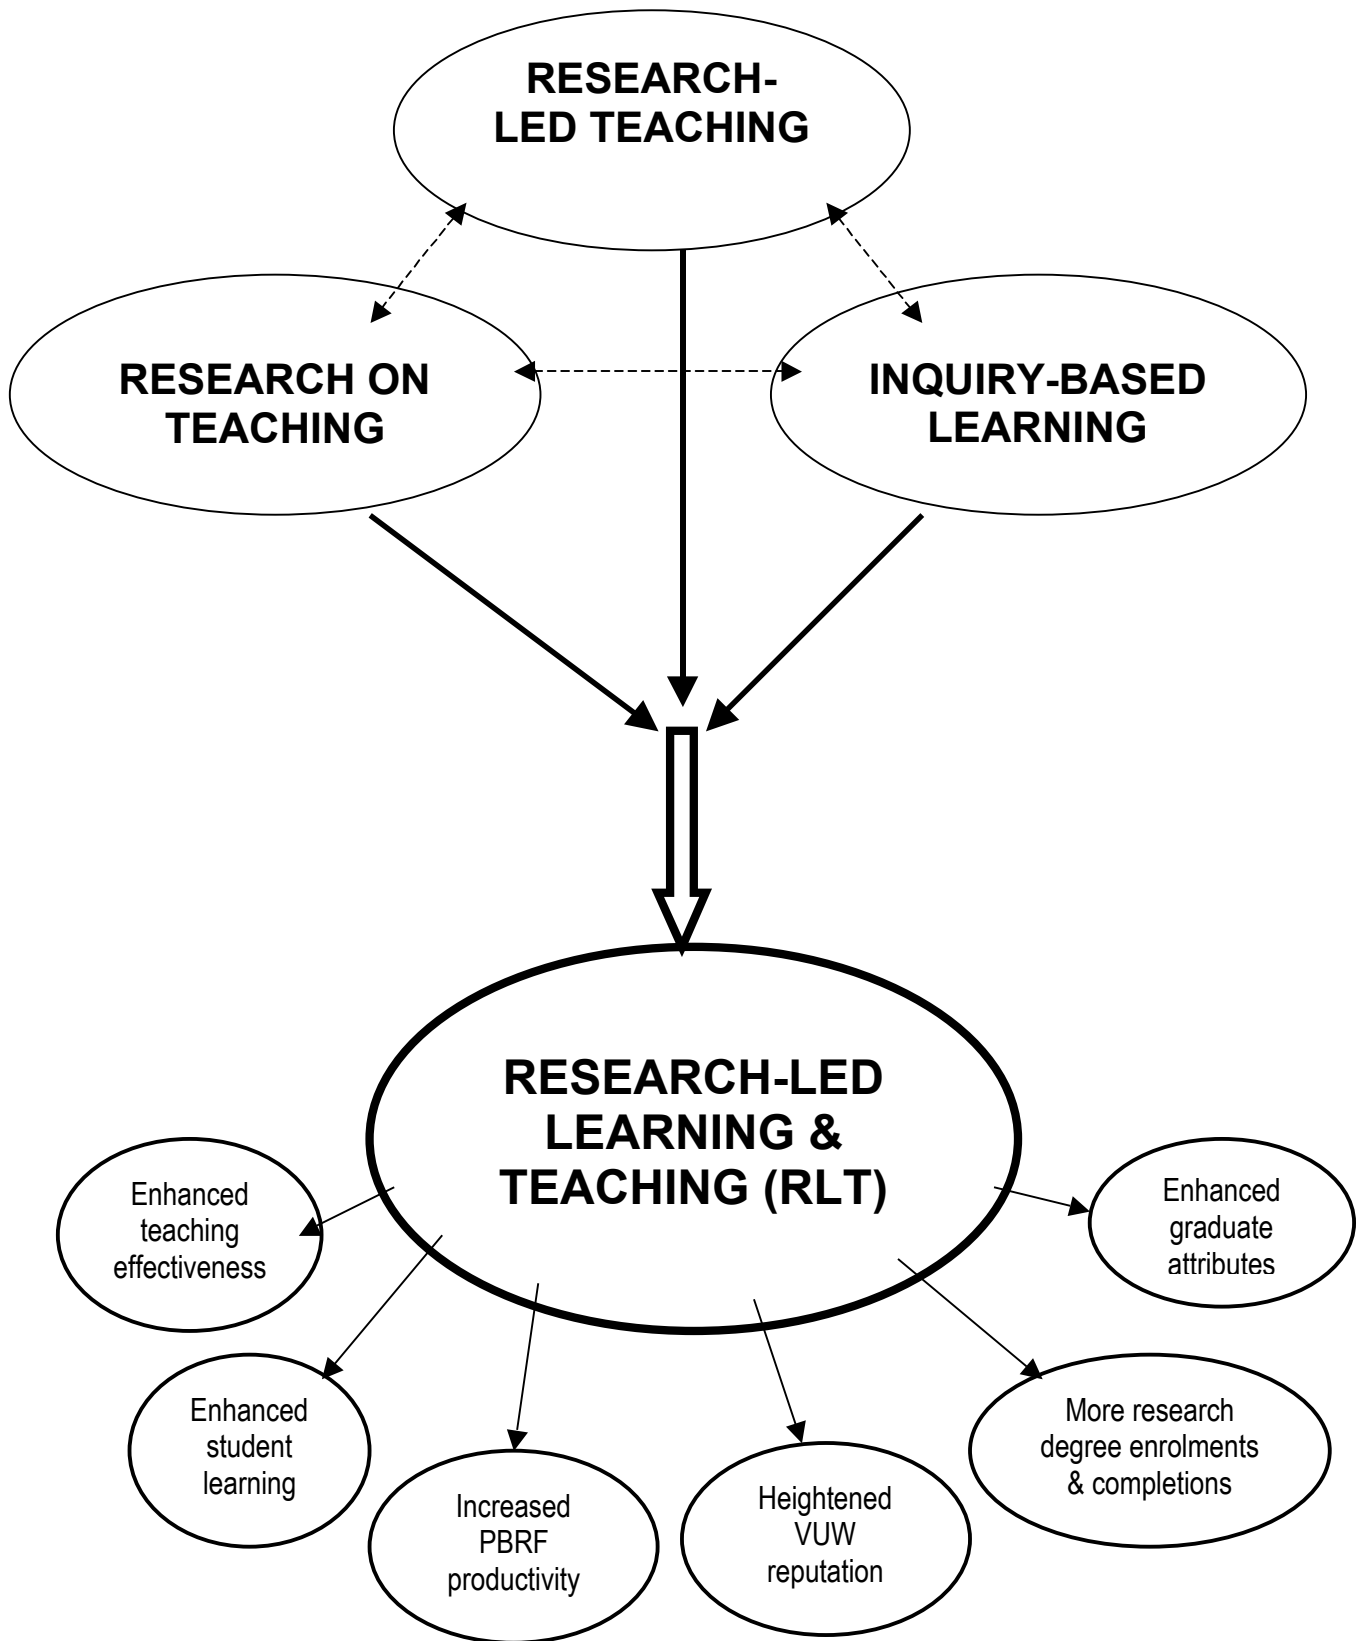 RESEARCH-
LED TEACHING
RESEARCH ON
TEACHING
INQUIRY-BASED
LEARNING
RESEARCH-LED
LEARNING &
TEACHING (RLT)
Enhanced
teaching
effectiveness
Enhanced
student
learning
Increased
PBRF
productivity
Heightened
VUW
reputation
More research
degree enrolments
& completions
Enhanced
graduate
attributes